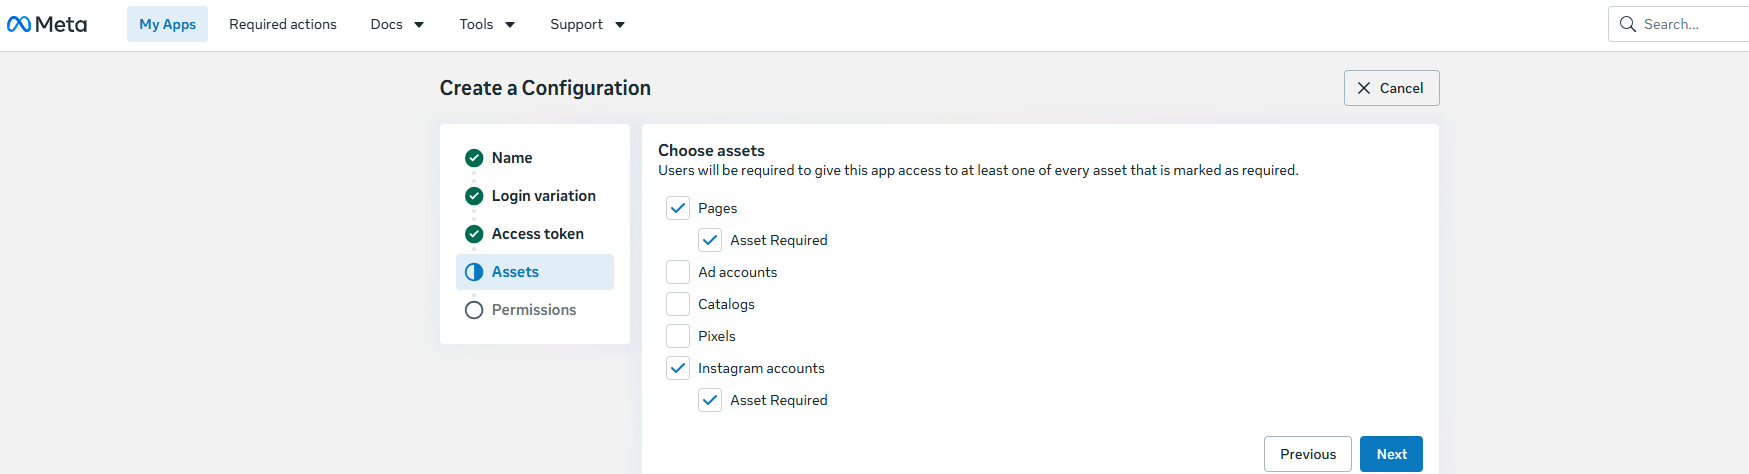 Meta
My Apps
Required actions
Docs
Tools
Support
Search...
Create a Configuration
Cancel
Name
Login variation
Access token
Assets
Permissions
Choose assets
Users will be required to give this app access to at least one of every asset that is marked as required.
Pages
Asset Required
Ad accounts
Catalogs
Pixels
Instagram accounts
Asset Required
Previous
Next